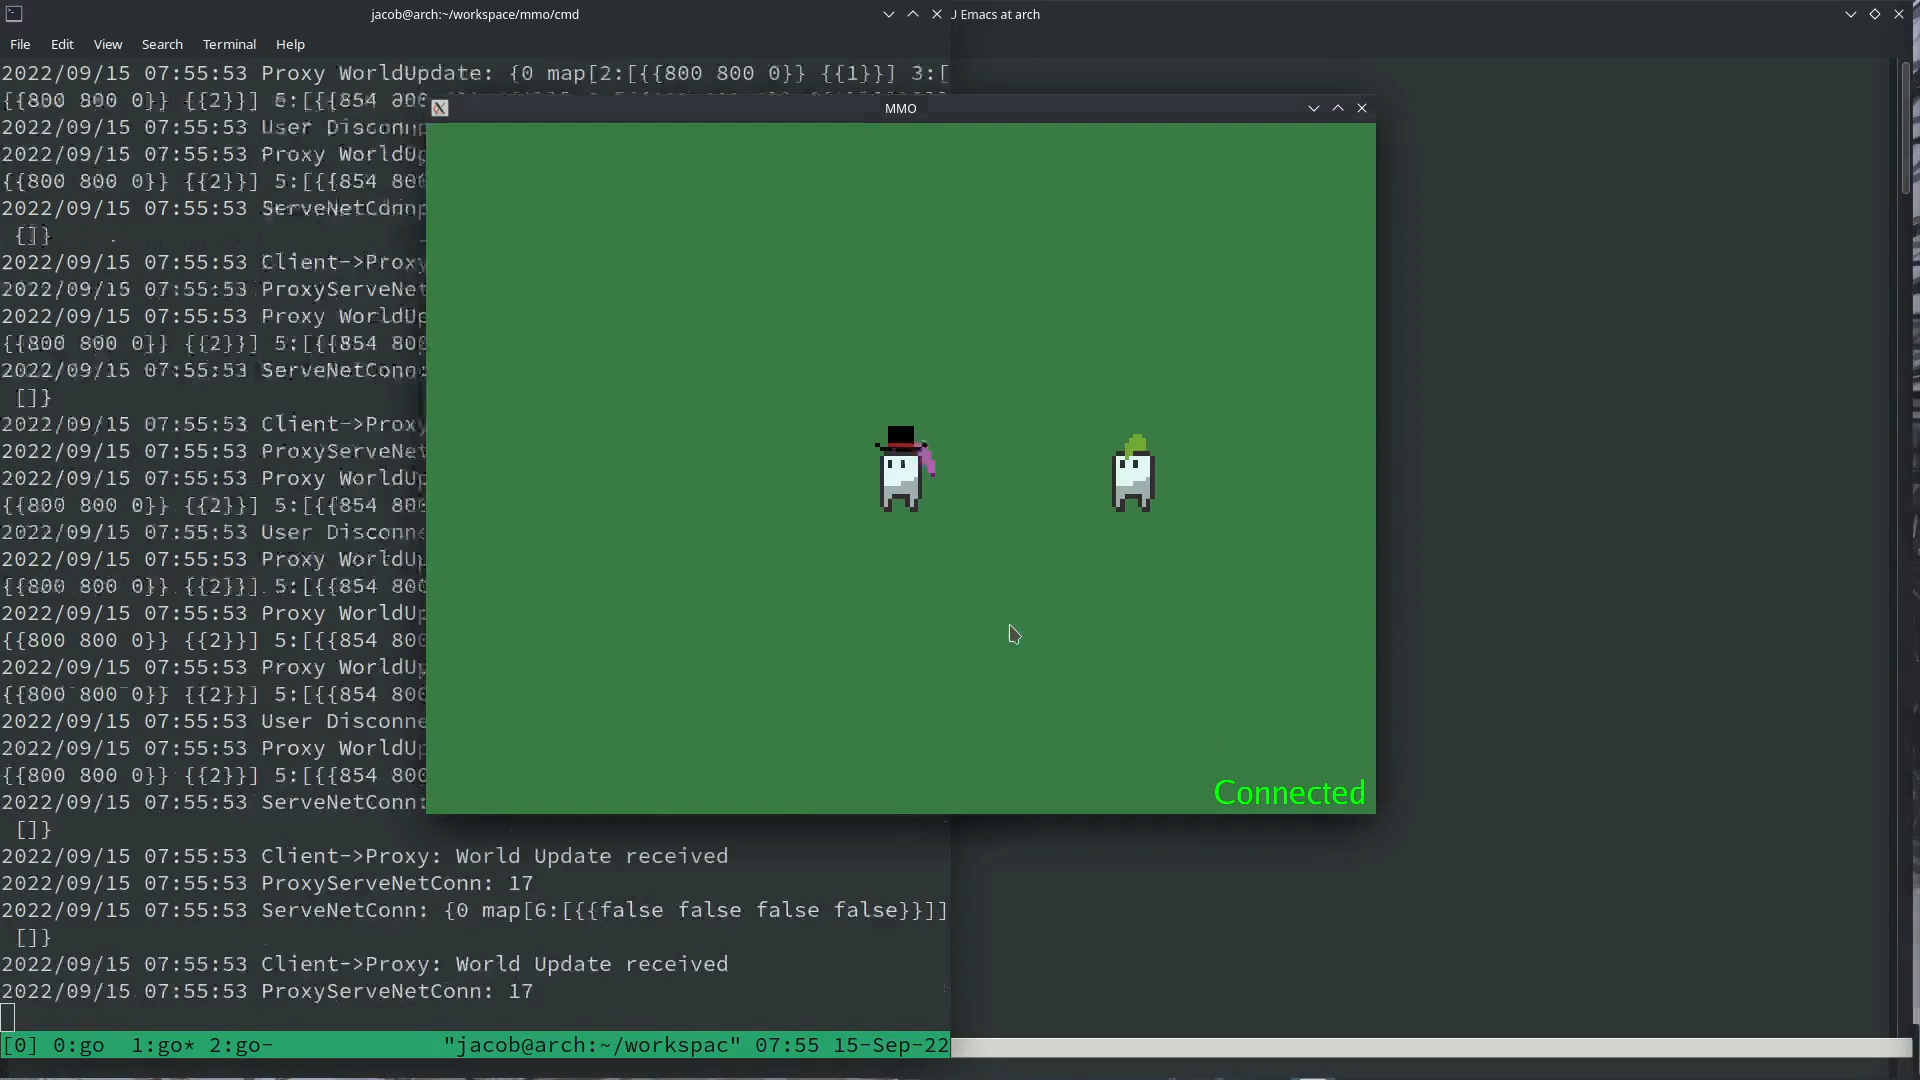 jacob@arch:~/workspace/mmo/cmd
Emacs at arch
File Edit View Search Terminal Help
2022/09/15 07:55:53 Proxy WorldUpdate: {0 map[2:[{{800 800 0}} {{1}}] 3:[
{{800 800 0}} {{2}}] 5:[{{854 800
MMO
2022/09/15 07:55:53 User Disconn
2022/09/15 07:55:53 Proxy WorldUp
{{800 800 0}} {{2}}] 5:[{{854 800
2022/09/15 07:55:53 ServeNetConn
[]}
2022/09/15 07:55:53 Client->Proxy
2022/09/15 07:55:53 ProxyServeNet
2022/09/15 07:55:53 Proxy WorldUp
{{800 800 0}} {{2}}] 5:[{{854 800
2022/09/15 07:55:53 ServeNetConn:
[]}
2022/09/15 07:55:53 Client->Proxy
2022/09/15 07:55:53 ProxyServeNet
2022/09/15 07:55:53 Proxy WorldUp
{{800 800 0}} {{2}}] 5:[{{854 800
2022/09/15 07:55:53 User Disconne
2022/09/15 07:55:53 Proxy WorldUp
{{800 800 0}} {{2}}] 5:[{{854 800
2022/09/15 07:55:53 Proxy WorldUp
{{800 800 0}} {{2}}] 5:[{{854 800
2022/09/15 07:55:53 Proxy WorldUp
{{800 800 0}} {{2}}] 5:[{{854 800
2022/09/15 07:55:53 User Disconne
2022/09/15 07:55:53 Proxy WorldUp
{{800 800 0}} {{2}}] 5:[{{854 800
2022/09/15 07:55:53 ServeNetConn:
[]}
Connected
2022/09/15 07:55:53 Client->Proxy: World Update received
2022/09/15 07:55:53 ProxyServeNetConn: 17
2022/09/15 07:55:53 ServeNetConn: {0 map[6:[{{false false false false}}]]
[]}
2022/09/15 07:55:53 Client->Proxy: World Update received
2022/09/15 07:55:53 ProxyServeNetConn: 17
[0] 0:go 1:go* 2:go- "jacob@arch:~/workspac" 07:55 15-Sep-22